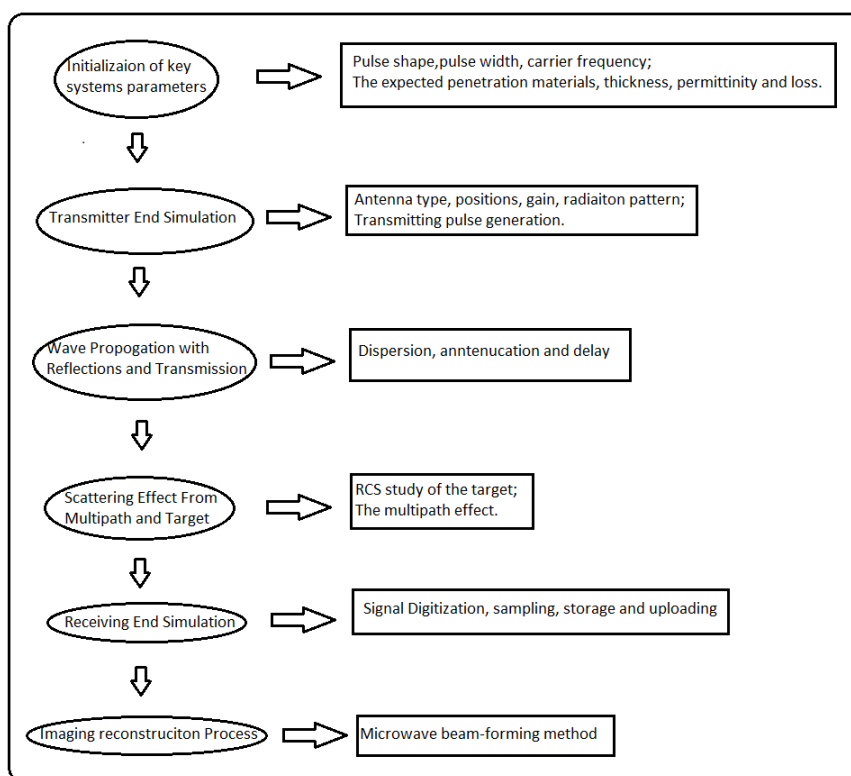 Initializaion of key
systems parameters
Pulse shape,pulse width, carrier frequency;
The expected penetration materials, thickness, permittinity and loss.
Transmitter End Simulation
Antenna type, positions, gain, radiaiton pattern;
Transmitting pulse generation.
Wave Propogation with
Reflections and Transmission
Dispersion, anntenucation and delay
Scattering Effect From
Multipath and Target
RCS study of the target;
The multipath effect.
Receiving End Simulation
Signal Digitization, sampling, storage and uploading
Imaging reconstruciton Process
Microwave beam-forming method